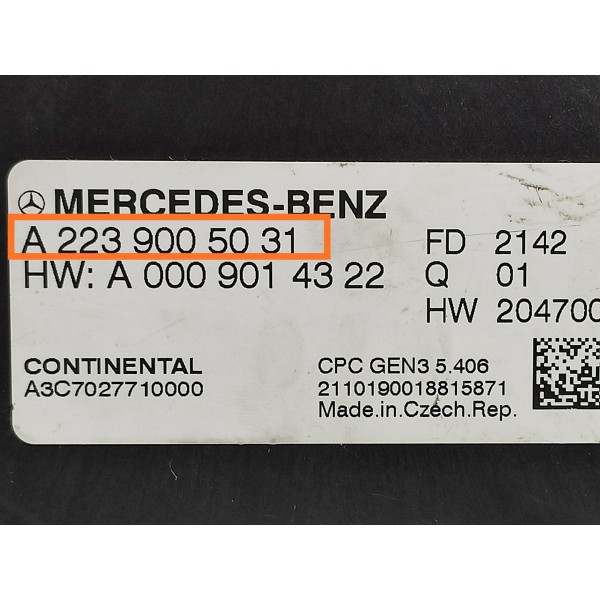 MERCEDES-BENZ
A 223 900 50 31
HW: A 000 901 43 22
FD 2142
Q 01
HW 204700
CONTINENTAL
A3C7027710000
CPC GEN3 5.406
2110190018815871
Made.in.Czech.Rep.